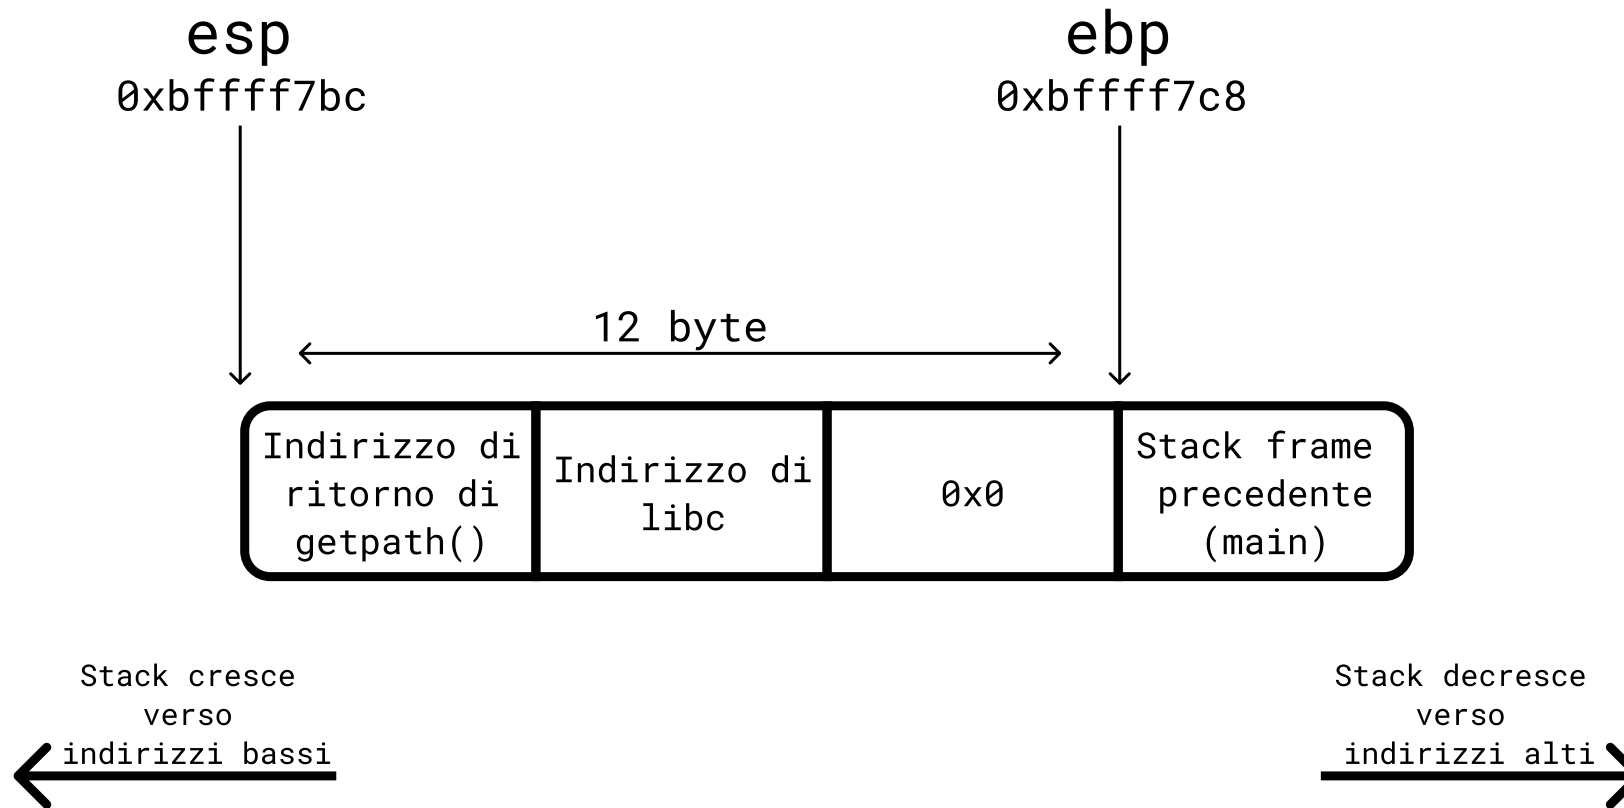 esp
0xbffff7bc
ebp
0xbffff7c8
12 byte
Indirizzo di
ritorno di
getpath()
Indirizzo di
libc
0x0
Stack frame
precedente
(main)
Stack cresce
verso
indirizzi bassi
Stack decresce
verso
indirizzi alti